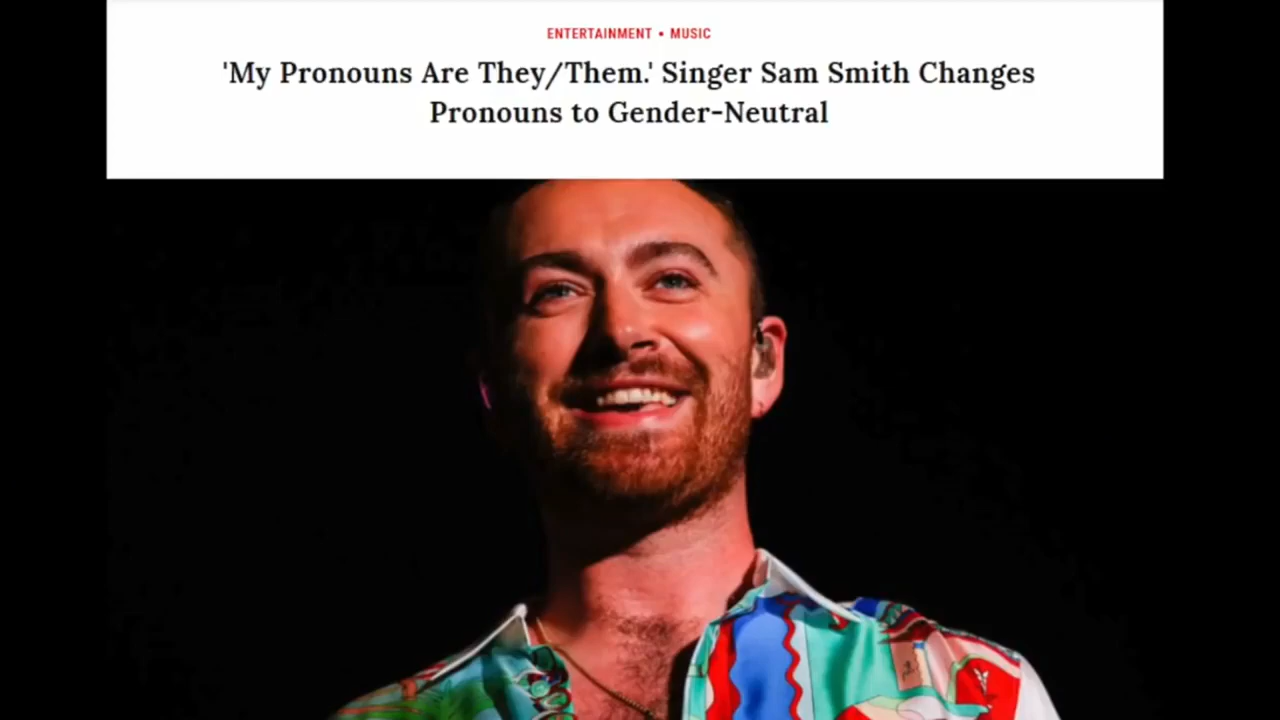 ENTERTAINMENT • MUSIC
'My Pronouns Are They/Them.' Singer Sam Smith Changes
Pronouns to Gender-Neutral